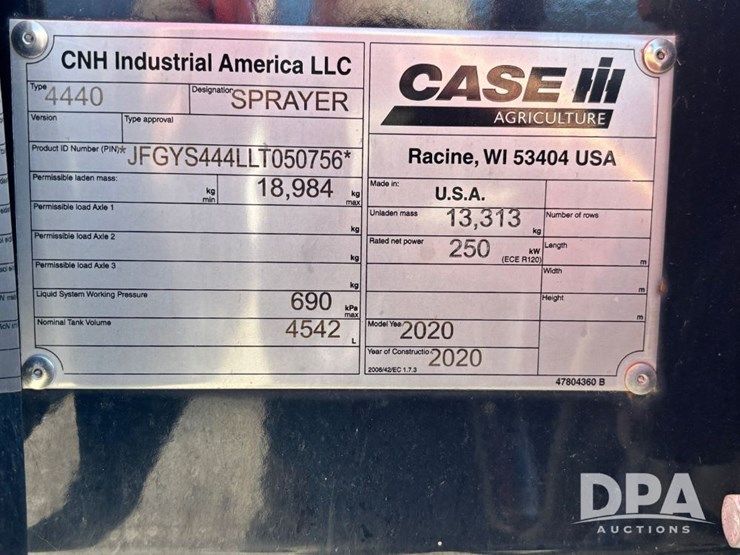 CNH Industrial America LLC
Type 4440 Designation SPRAYER
Version Type approval
Product ID Number (PIN) *JFGYS444LLT050756*
Permissible laden mass: kg min 18,984 kg max
Permissible load Axle 1 kg
Permissible load Axle 2 kg
Permissible load Axle 3 kg
Liquid System Working Pressure 690 kPa max
Nominal Tank Volume 4542 L
CASE IH
AGRICULTURE
Racine, WI 53404 USA
Made in: U.S.A.
Unladen mass 13,313 kg Number of rows
Rated net power 250 kW (ECE R120) Length m
Width m
Height m
Model Year 2020
Year of Construction 2020
2006/42/EC 1.7.3
47804360 B
DPA
AUCTIONS